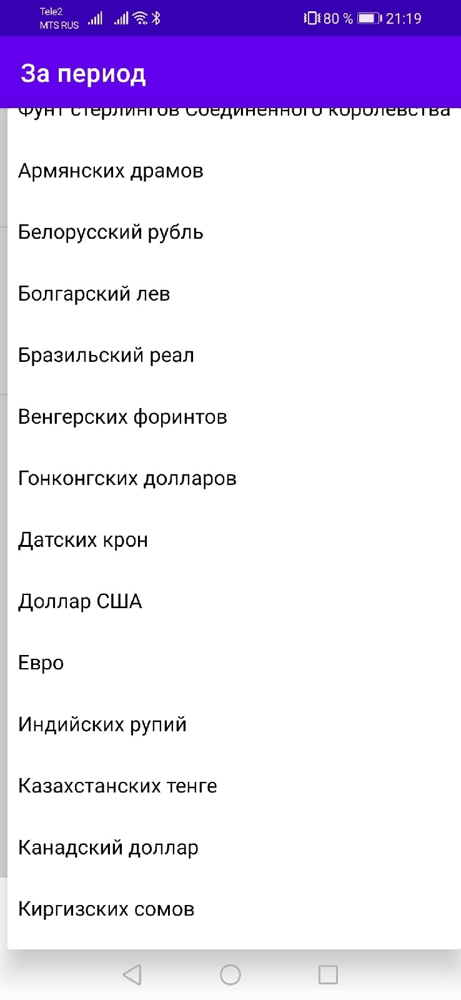 Tele2
MTS RUS
80 %
21:19
За период
Фунт стерлингов Соединенного королевства
Армянских драмов
Белорусский рубль
Болгарский лев
Бразильский реал
Венгерских форинтов
Гонконгских долларов
Датских крон
Доллар США
Евро
Индийских рупий
Казахстанских тенге
Канадский доллар
Киргизских сомов